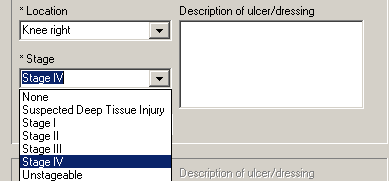 * Location
Description of ulcer/dressing
Knee right
* Stage
Stage IV
None
Suspected Deep Tissue Injury
Stage I
Stage II
Stage III
Stage IV
Unstageable
Description of ulcer/dressing